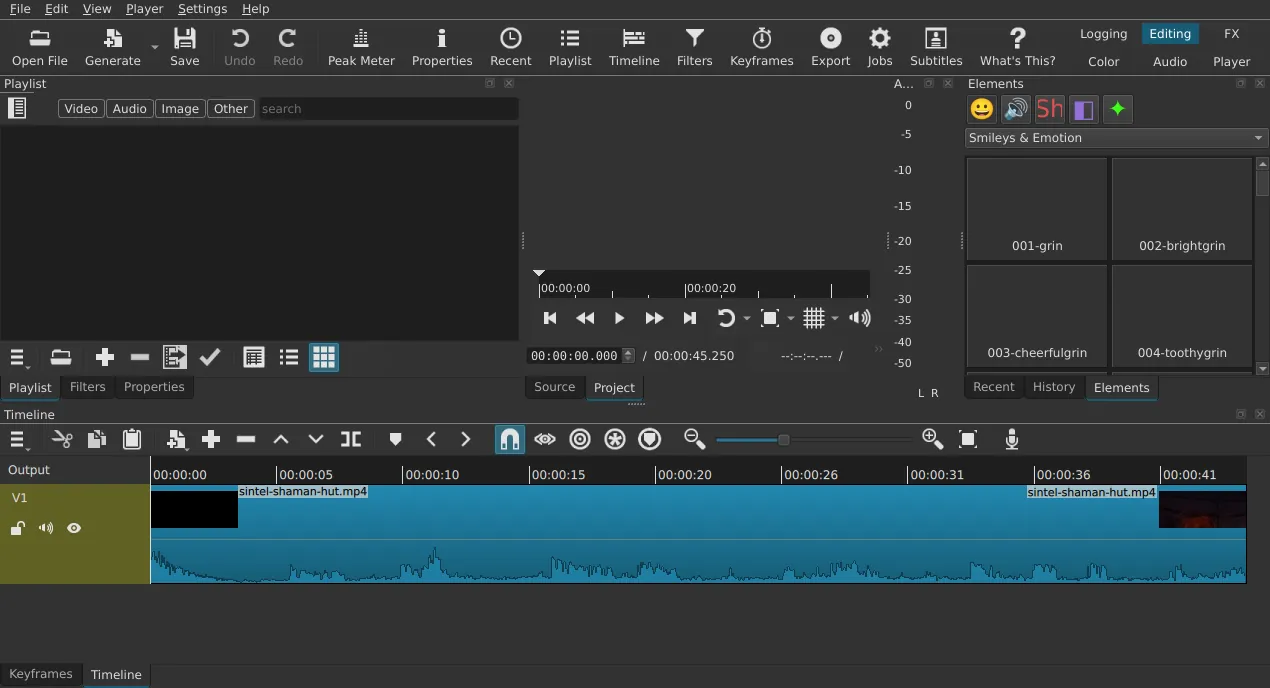 File Edit View Player Settings Help
Open File Generate Save Undo Redo Peak Meter Properties Recent Playlist Timeline Filters Keyframes Export Jobs Subtitles What's This?
Logging Editing FX
Color Audio Player
Playlist
A...
Elements
Video Audio Image Other search
Sh
Smileys & Emotion
0
-5
-10
-15
-20
-25
-30
-35
-40
-50
L R
001-grin 002-brightgrin
003-cheerfulgrin 004-toothygrin
00:00:00 00:00:20
00:00:00.000 / 00:00:45.250 --:--:--.--- /
Playlist Filters Properties
Source Project
Recent History Elements
Timeline
Output
00:00:00 00:00:05 00:00:10 00:00:15 00:00:20 00:00:26 00:00:31 00:00:36 00:00:41
V1
sintel-shaman-hut.mp4 sintel-shaman-hut.mp4
Keyframes Timeline